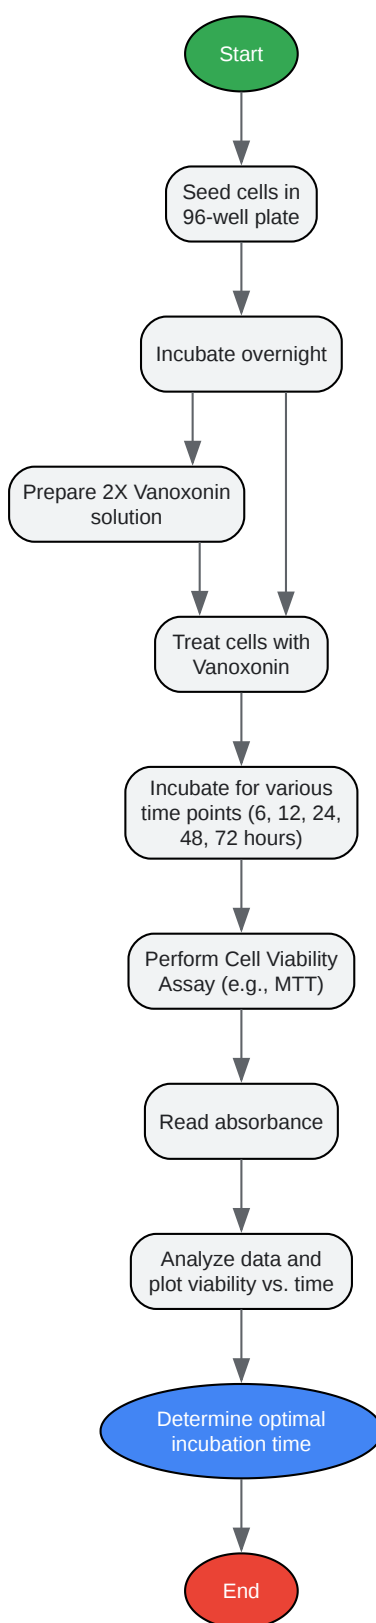 Start
Seed cells in
96-well plate
Incubate overnight
Prepare 2X Vanoxonin
solution
Treat cells with
Vanoxonin
Incubate for various
time points (6, 12, 24,
48, 72 hours)
Perform Cell Viability
Assay (e.g., MTT)
Read absorbance
Analyze data and
plot viability vs. time
Determine optimal
incubation time
End